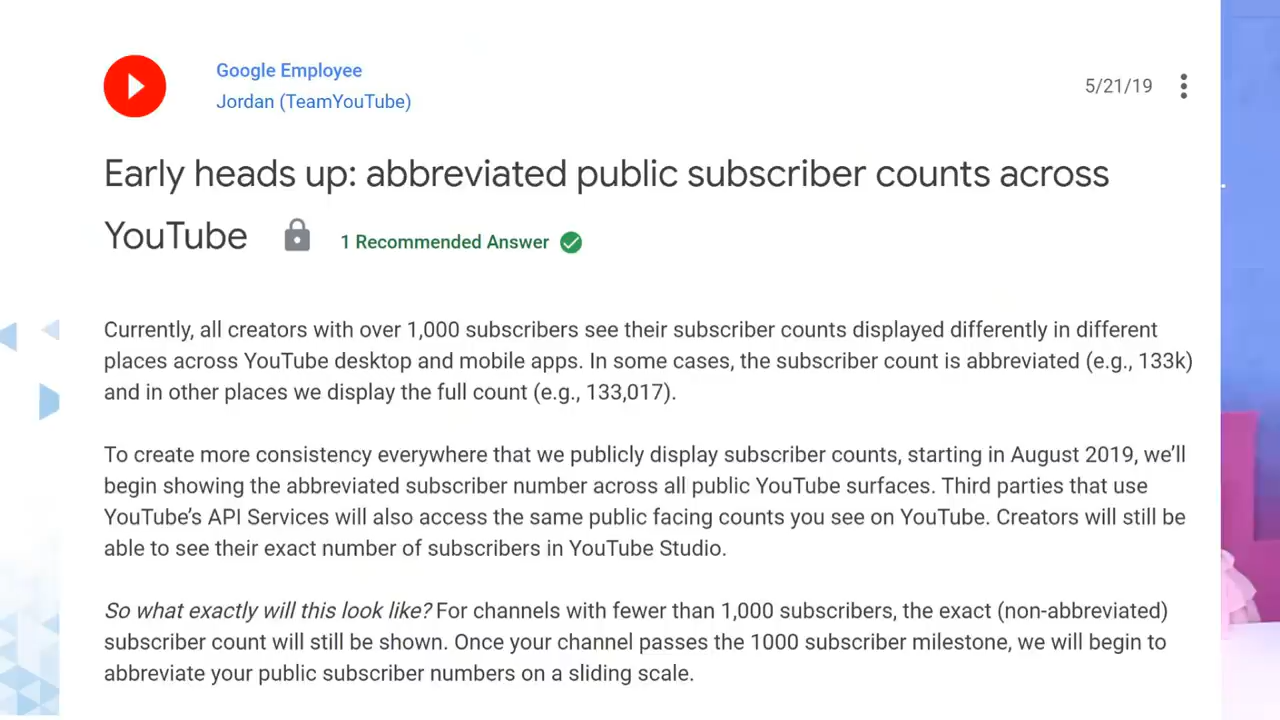 Google Employee
Jordan (TeamYouTube)
5/21/19
Early heads up: abbreviated public subscriber counts across
YouTube
1 Recommended Answer
Currently, all creators with over 1,000 subscribers see their subscriber counts displayed differently in different
places across YouTube desktop and mobile apps. In some cases, the subscriber count is abbreviated (e.g., 133k)
and in other places we display the full count (e.g., 133,017).
To create more consistency everywhere that we publicly display subscriber counts, starting in August 2019, we’ll
begin showing the abbreviated subscriber number across all public YouTube surfaces. Third parties that use
YouTube’s API Services will also access the same public facing counts you see on YouTube. Creators will still be
able to see their exact number of subscribers in YouTube Studio.
So what exactly will this look like? For channels with fewer than 1,000 subscribers, the exact (non-abbreviated)
subscriber count will still be shown. Once your channel passes the 1000 subscriber milestone, we will begin to
abbreviate your public subscriber numbers on a sliding scale.